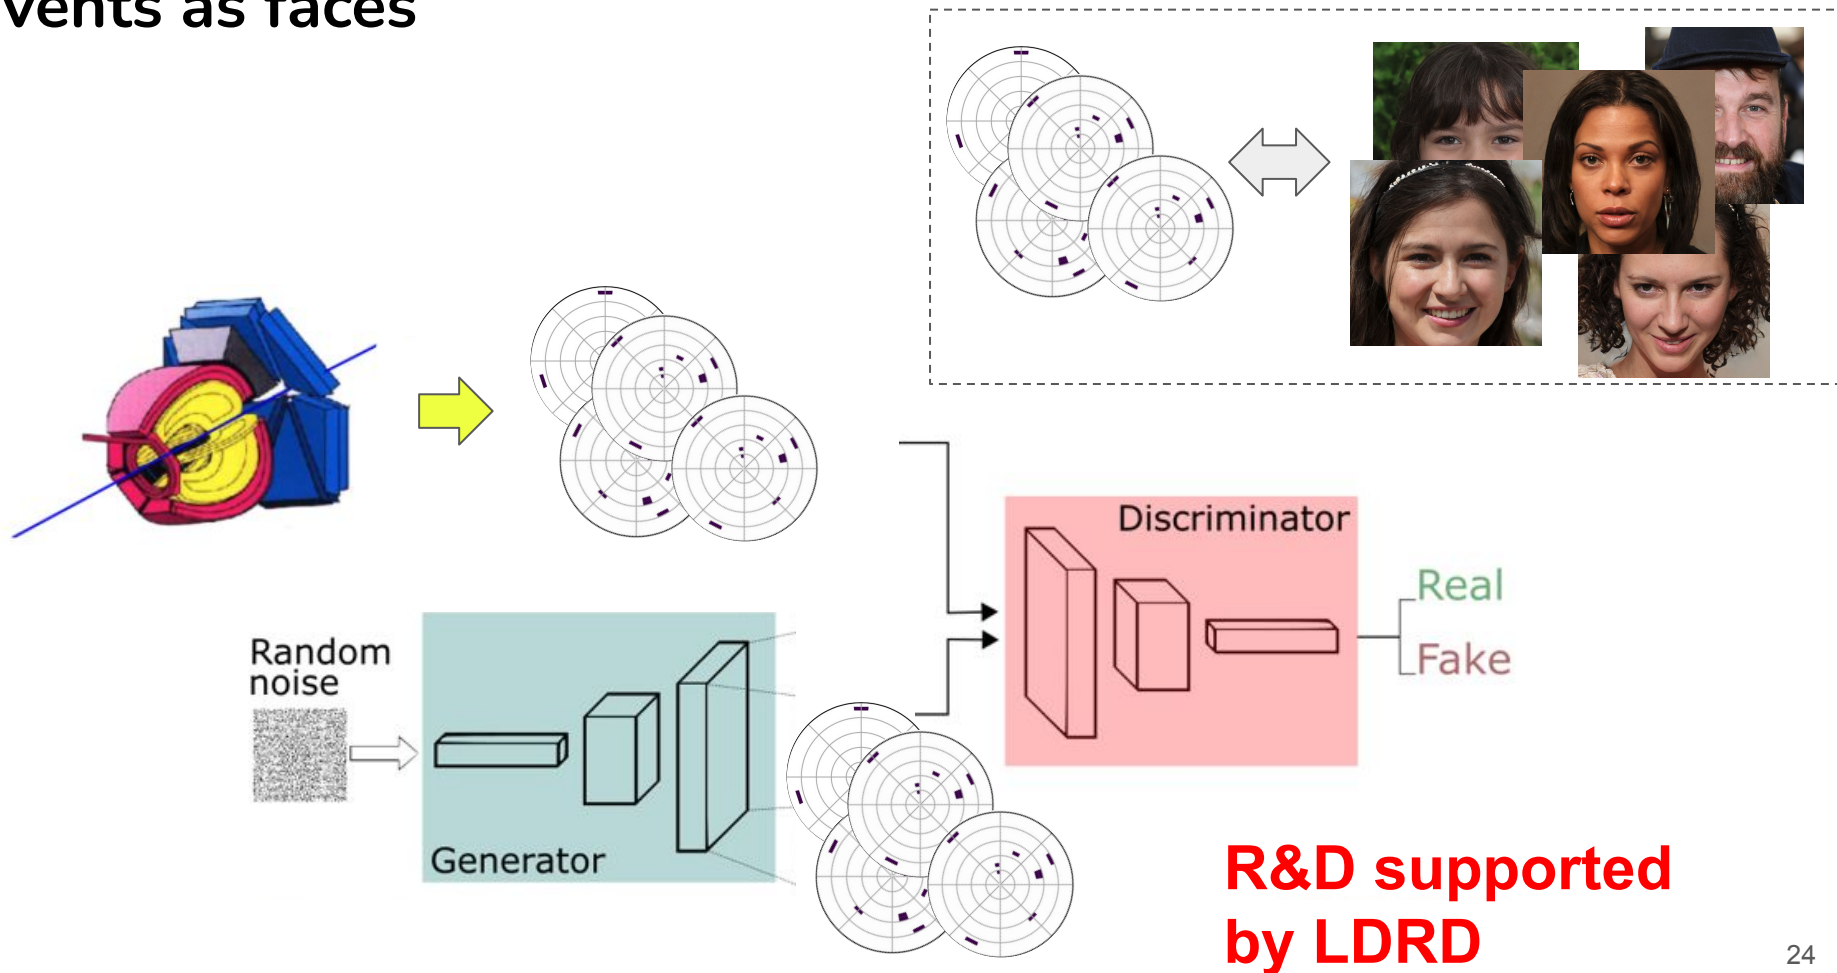 vents as faces
Discriminator
Real
Fake
Random
noise
Generator
R&D supported
by LDRD
24